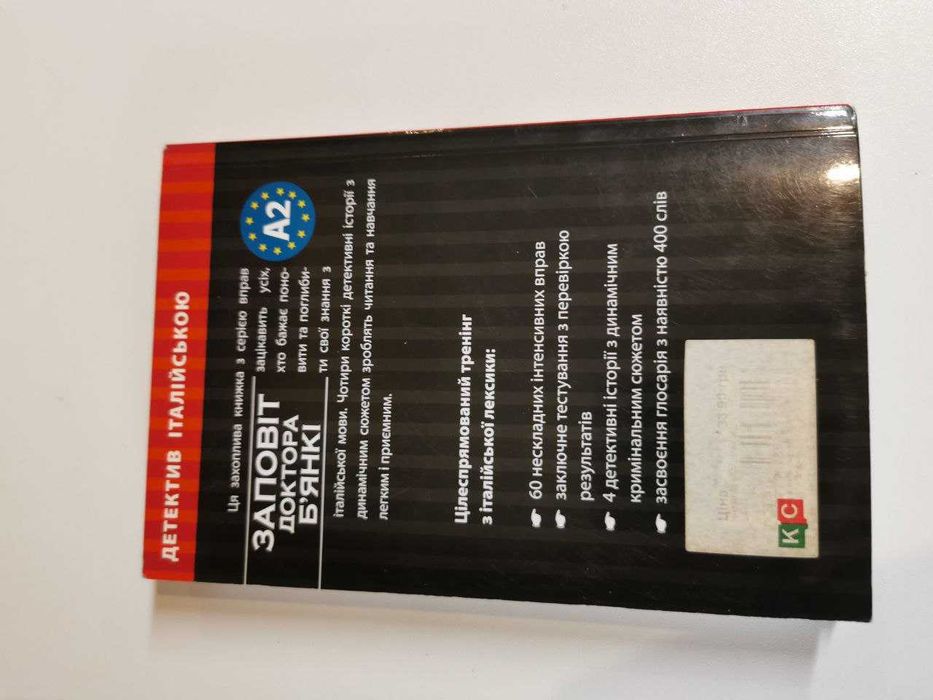 ДЕТЕКТИВ ІТАЛІЙСЬКОЮ
ЗАПОВІТ
ДОКТОРА
Б'ЯНКІ
Ця захоплива книжка з серією вправ
зацікавить усіх,
хто бажає поно-
вити та поглиби-
ти свої знання з
італійської мови. Чотири короткі детективні історії з
динамічним сюжетом зроблять читання та навчання
легким і приємним.
A2
Цілеспрямований тренінг
з італійської лексики:
60 нескладних інтенсивних вправ
заключне тестування з перевіркою
результатів
4 детективні історії з динамічним
кримінальним сюжетом
засвоєння глосарія з наявністю 400 слів
КС